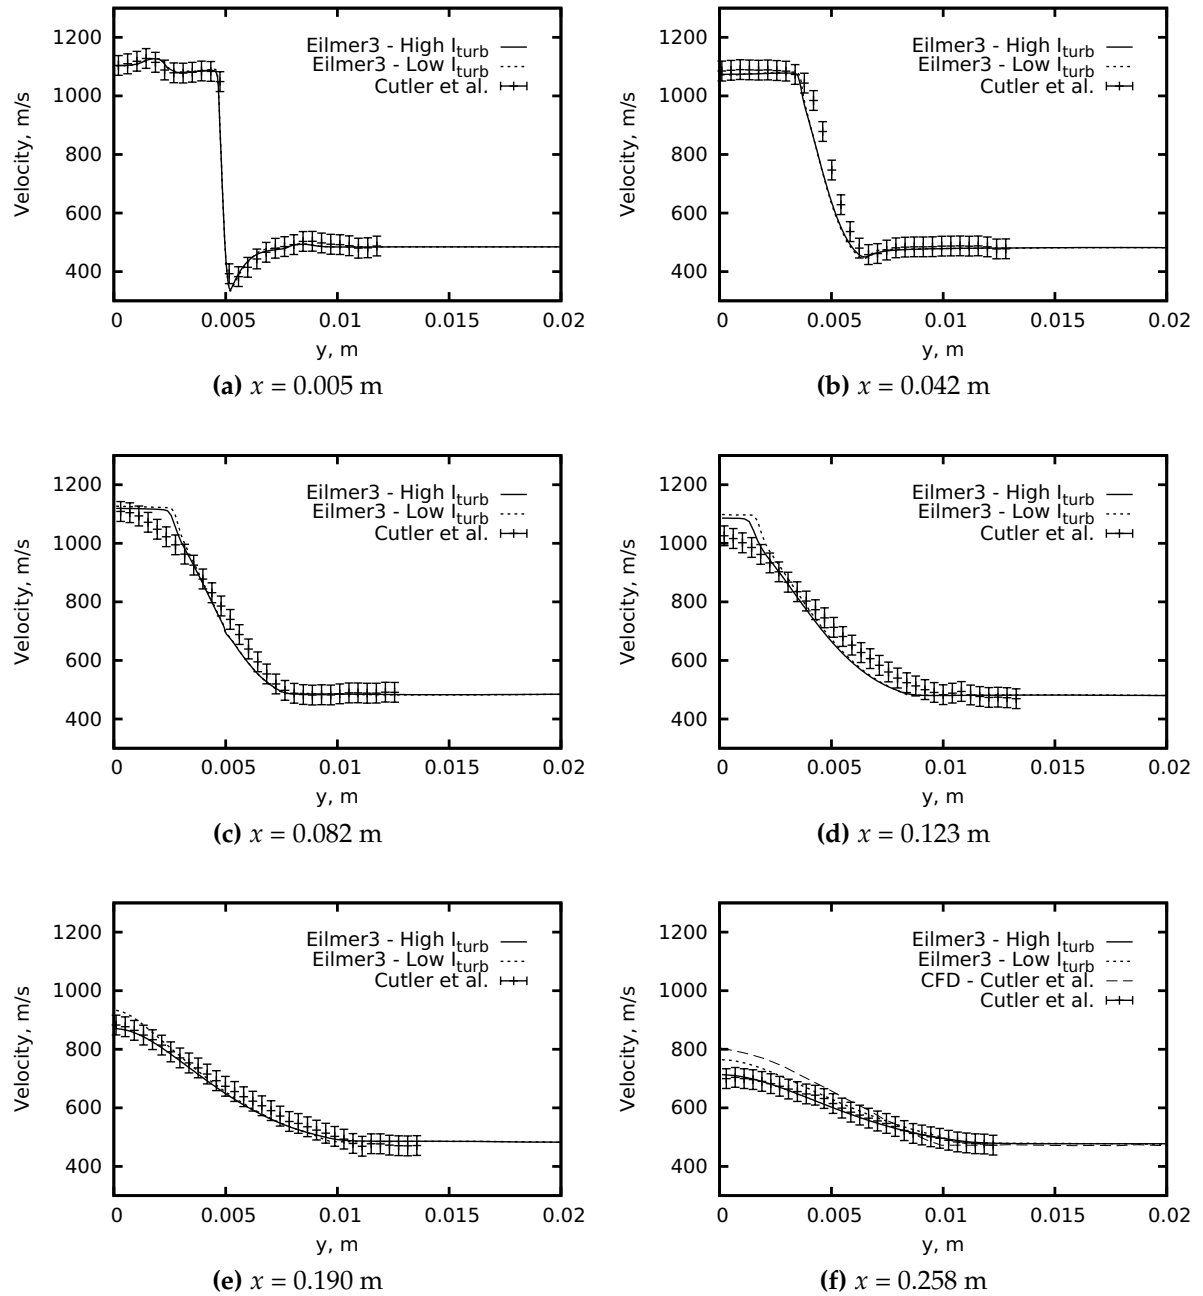 1200
1000
800
600
400
Velocity, m/s
Eilmer3 - High I_turb
Eilmer3 - Low I_turb
Cutler et al.
0 0.005 0.01 0.015 0.02
y, m
(a) x = 0.005 m
1200
1000
800
600
400
Velocity, m/s
Eilmer3 - High I_turb
Eilmer3 - Low I_turb
Cutler et al.
0 0.005 0.01 0.015 0.02
y, m
(b) x = 0.042 m
1200
1000
800
600
400
Velocity, m/s
Eilmer3 - High I_turb
Eilmer3 - Low I_turb
Cutler et al.
0 0.005 0.01 0.015 0.02
y, m
(c) x = 0.082 m
1200
1000
800
600
400
Velocity, m/s
Eilmer3 - High I_turb
Eilmer3 - Low I_turb
Cutler et al.
0 0.005 0.01 0.015 0.02
y, m
(d) x = 0.123 m
1200
1000
800
600
400
Velocity, m/s
Eilmer3 - High I_turb
Eilmer3 - Low I_turb
Cutler et al.
0 0.005 0.01 0.015 0.02
y, m
(e) x = 0.190 m
1200
1000
800
600
400
Velocity, m/s
Eilmer3 - High I_turb
Eilmer3 - Low I_turb
CFD - Cutler et al.
Cutler et al.
0 0.005 0.01 0.015 0.02
y, m
(f) x = 0.258 m